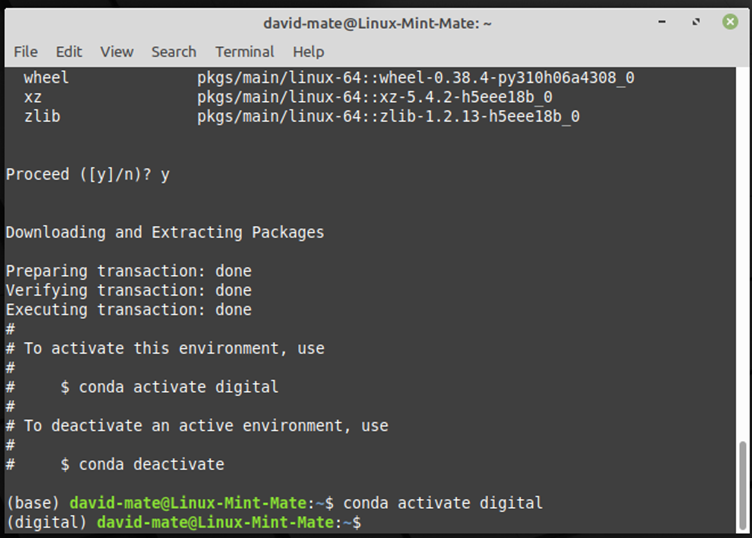 david-mate@Linux-Mint-Mate: ~
File Edit View Search Terminal Help
wheel pkgs/main/linux-64::wheel-0.38.4-py310h06a4308_0
xz pkgs/main/linux-64::xz-5.4.2-h5eee18b_0
zlib pkgs/main/linux-64::zlib-1.2.13-h5eee18b_0
Proceed ([y]/n)? y
Downloading and Extracting Packages
Preparing transaction: done
Verifying transaction: done
Executing transaction: done
#
# To activate this environment, use
#
#     $ conda activate digital
#
# To deactivate an active environment, use
#
#     $ conda deactivate
(base) david-mate@Linux-Mint-Mate:~$ conda activate digital
(digital) david-mate@Linux-Mint-Mate:~$